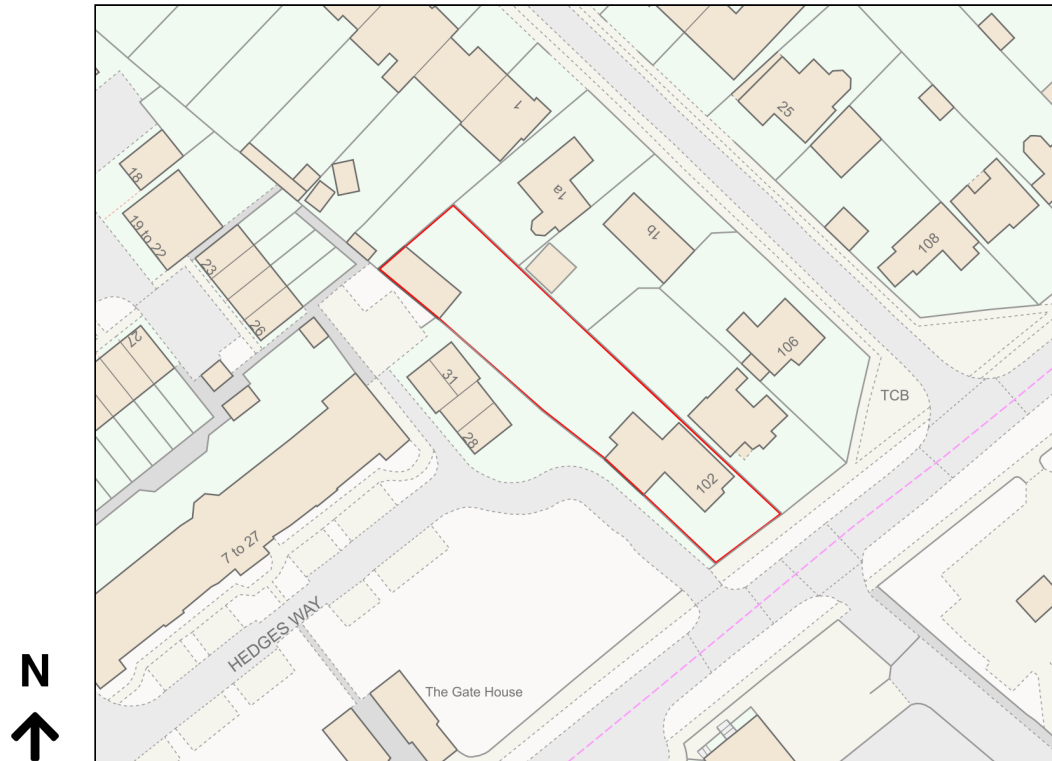 1
25
18
1a
19 to 22
1b
108
23
26
27
106
31
TCB
28
102
7 to 27
HEDGES WAY
N
The Gate House